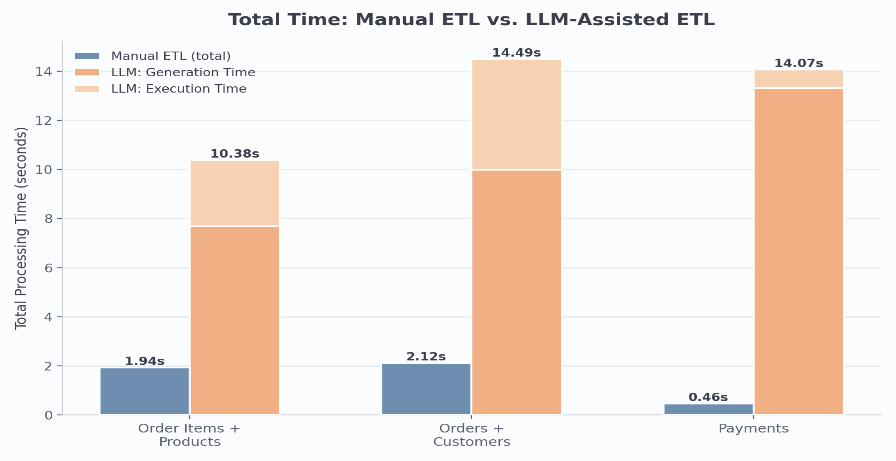 Total Time: Manual ETL vs. LLM-Assisted ETL
Manual ETL (total)
LLM: Generation Time
LLM: Execution Time
Total Processing Time (seconds)
14
12
10
8
6
4
2
0
1.94s
10.38s
2.12s
14.49s
0.46s
14.07s
Order Items +
Products
Orders +
Customers
Payments